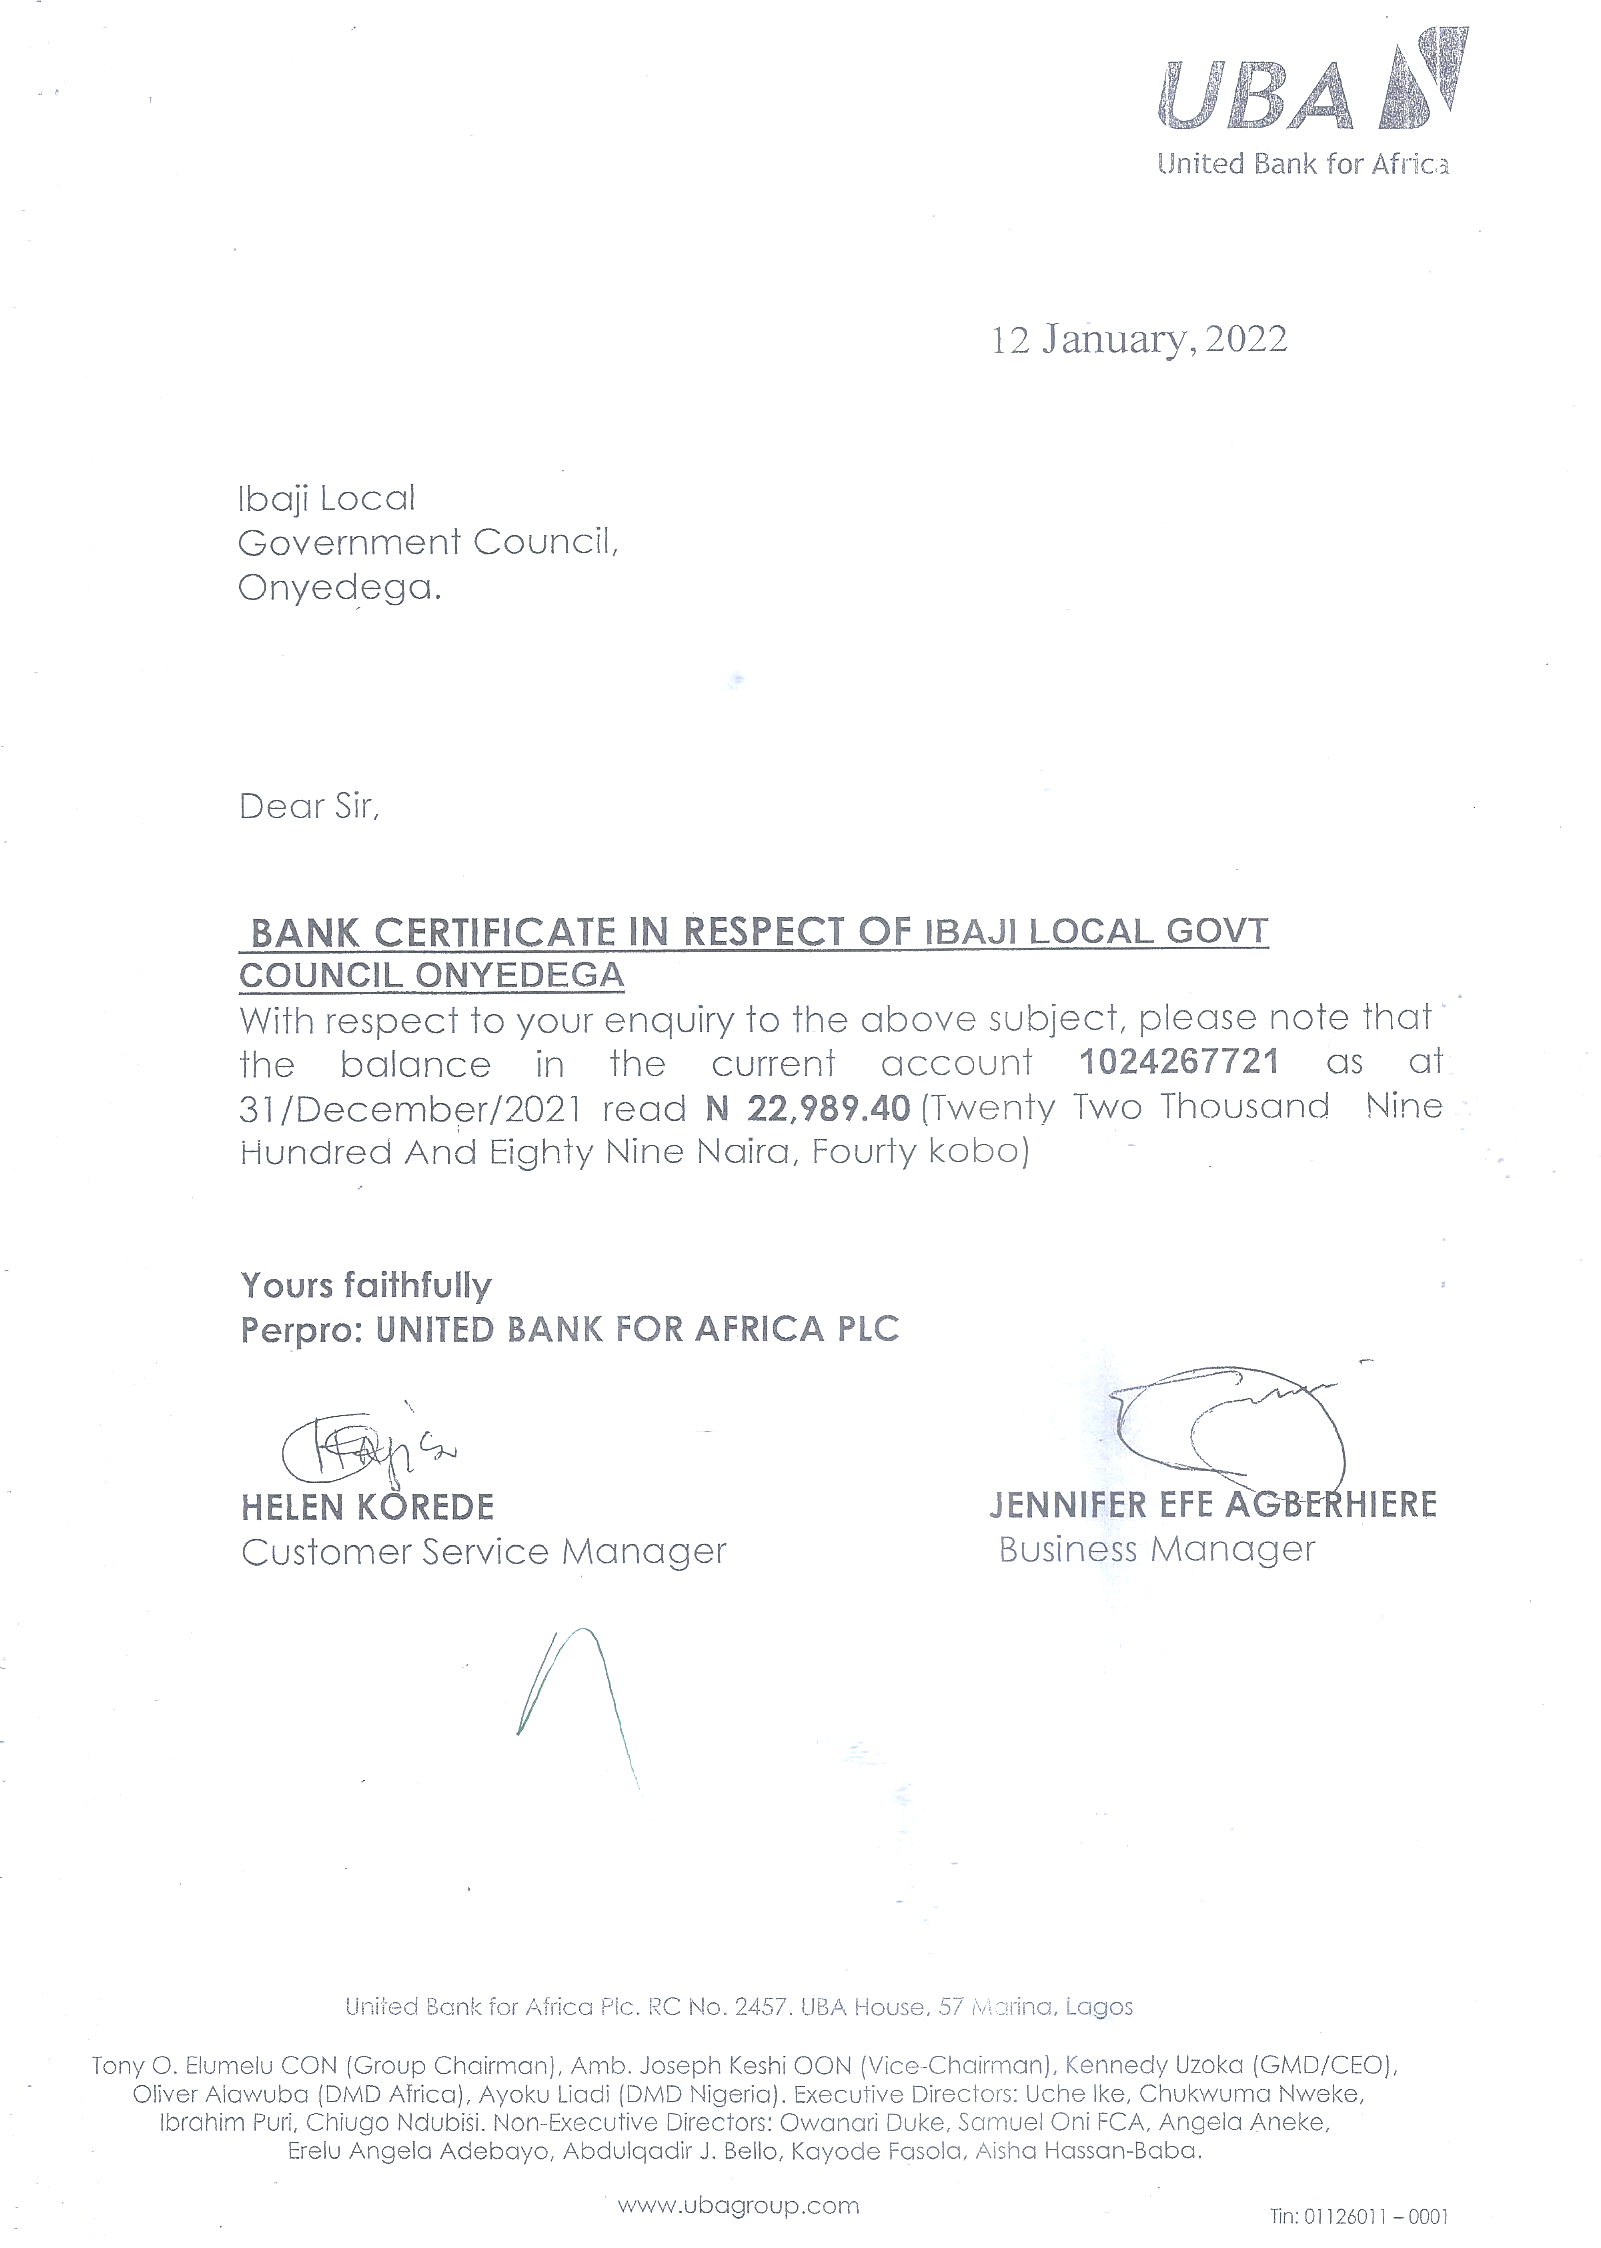 UBA
United Bank for Africa
12 January, 2022
Ibaji Local
Government Council,
Onyedega.
Dear Sir,
BANK CERTIFICATE IN RESPECT OF IBAJI LOCAL GOVT
COUNCIL ONYEDEGA
With respect to your enquiry to the above subject, please note that
the balance in the current account 1024267721 as at
31/December/2021 read N 22,989.40 (Twenty Two Thousand Nine
Hundred And Eighty Nine Naira, Fourty kobo)
Yours faithfully
Perpro: UNITED BANK FOR AFRICA PLC
HELEN KOREDE
Customer Service Manager
JENNIFER EFE AGBERHIERE
Business Manager
United Bank for Africa Plc. RC No. 2457. UBA House, 57 Marina, Lagos
Tony O. Elumelu CON (Group Chairman), Amb. Joseph Keshi OON (Vice-Chairman), Kennedy Uzoka (GMD/CEO),
Oliver Alawuba (DMD Africa), Ayoku Liadi (DMD Nigeria). Executive Directors: Uche Ike, Chukwuma Nweke,
Ibrahim Puri, Chiugo Ndubisi. Non-Executive Directors: Owanari Duke, Samuel Oni FCA, Angela Aneke,
Erelu Angela Adebayo, Abdulqadir J. Bello, Kayode Fasola, Aisha Hassan-Baba.
www.ubagroup.com
Tin: 01126011 – 0001